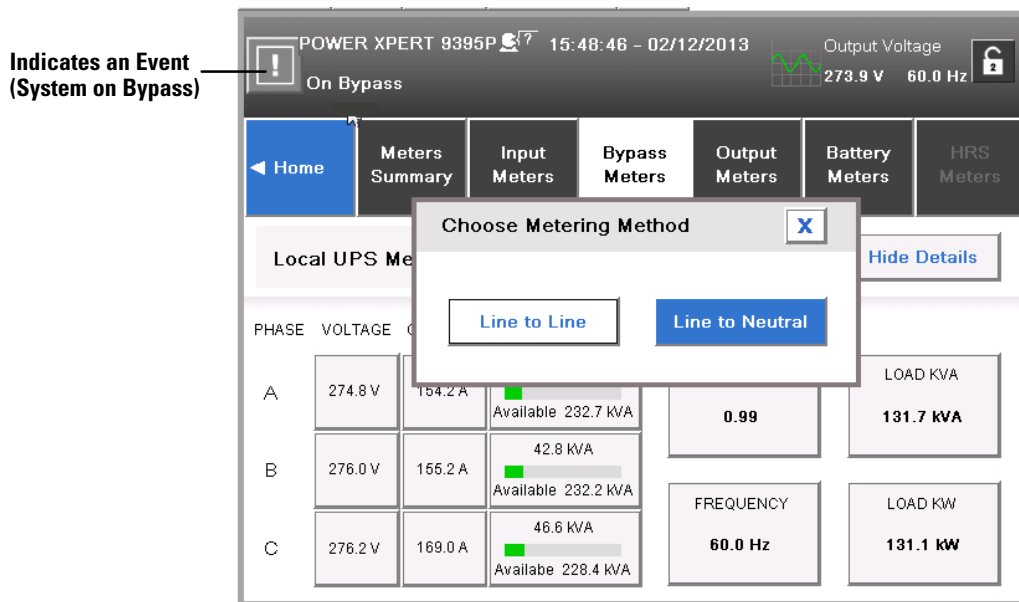 Indicates an Event
(System on Bypass)
POWER XPERT 9395P ? 15:48:46 - 02/12/2013
On Bypass
Output Voltage
273.9 V 60.0 Hz
2
Home
Meters Summary
Input Meters
Bypass Meters
Output Meters
Battery Meters
HRS Meters
Choose Metering Method
X
Local UPS Me
Hide Details
Line to Line
Line to Neutral
PHASE VOLTAGE
A 274.8 V 154.2 A
Available 232.7 kVA
0.99
LOAD KVA
131.7 kVA
B 276.0 V 155.2 A
42.8 kVA
Available 232.2 kVA
C 276.2 V 169.0 A
46.6 kVA
Availabe 228.4 kVA
FREQUENCY
60.0 Hz
LOAD KW
131.1 kW